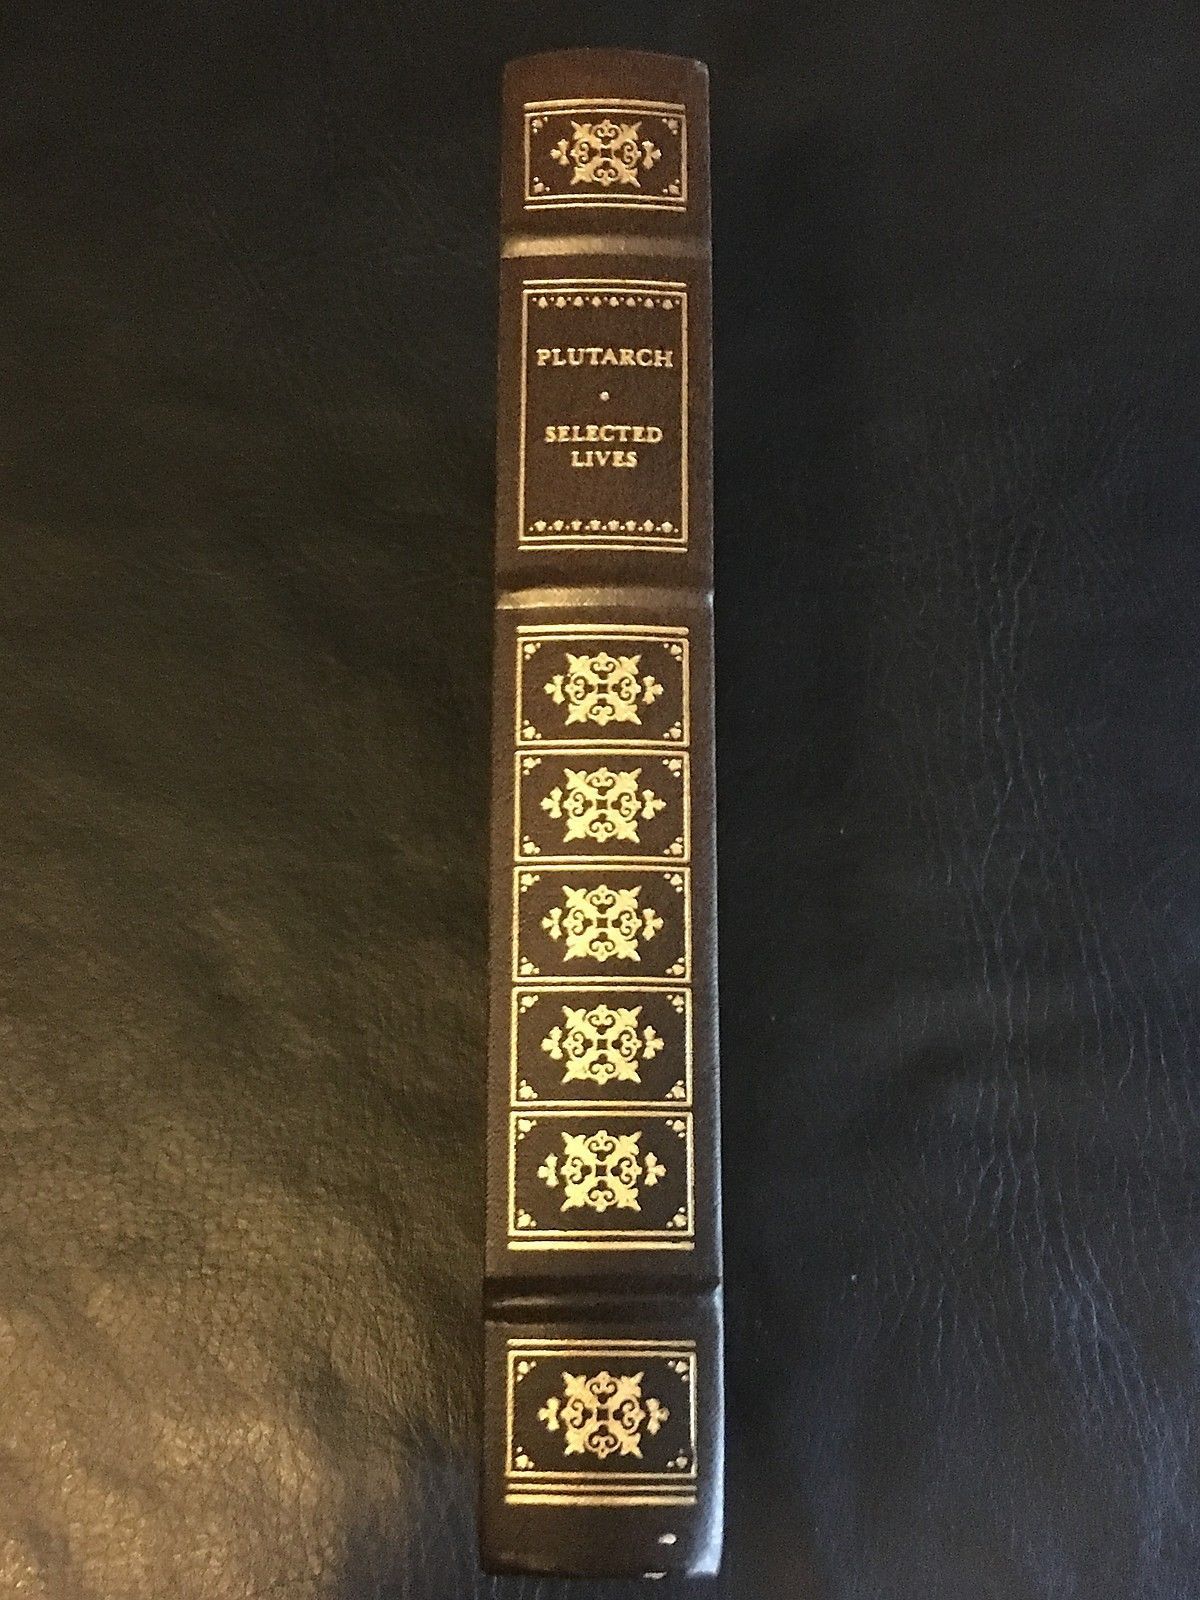 PLUTARCH
•
SELECTED
LIVES